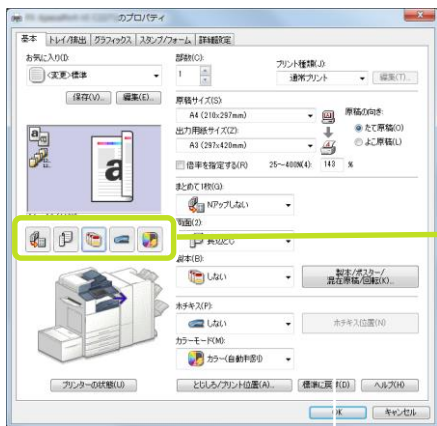 のプロパティ
基本 トレイ/排出 グラフィックス スタンプ/フォーム 詳細設定
お気に入り(I):
<変更>標準
保存(V)... 編集(E)...
部数(C):
1
プリント種類(J):
通常プリント 編集(T)...
原稿サイズ(S):
A4 (210x297mm)
出力用紙サイズ(Z):
A3 (297x420mm)
原稿の向き:
たて原稿(O)
よこ原稿(L)
倍率を指定する(R) 25～400%(4): 143 %
まとめて1枚(G):
Nアップしない
両面(2):
長辺とじ
製本(B):
しない 製本/ポスター/
混在原稿/回転(K)...
ホチキス(P):
しない ホチキス位置(N)
カラーモード(M):
カラー(自動判別)
プリンターの状態(U) とじしろ/プリント位置(A)... 標準に戻す(D) ヘルプ(H)
OK キャンセル